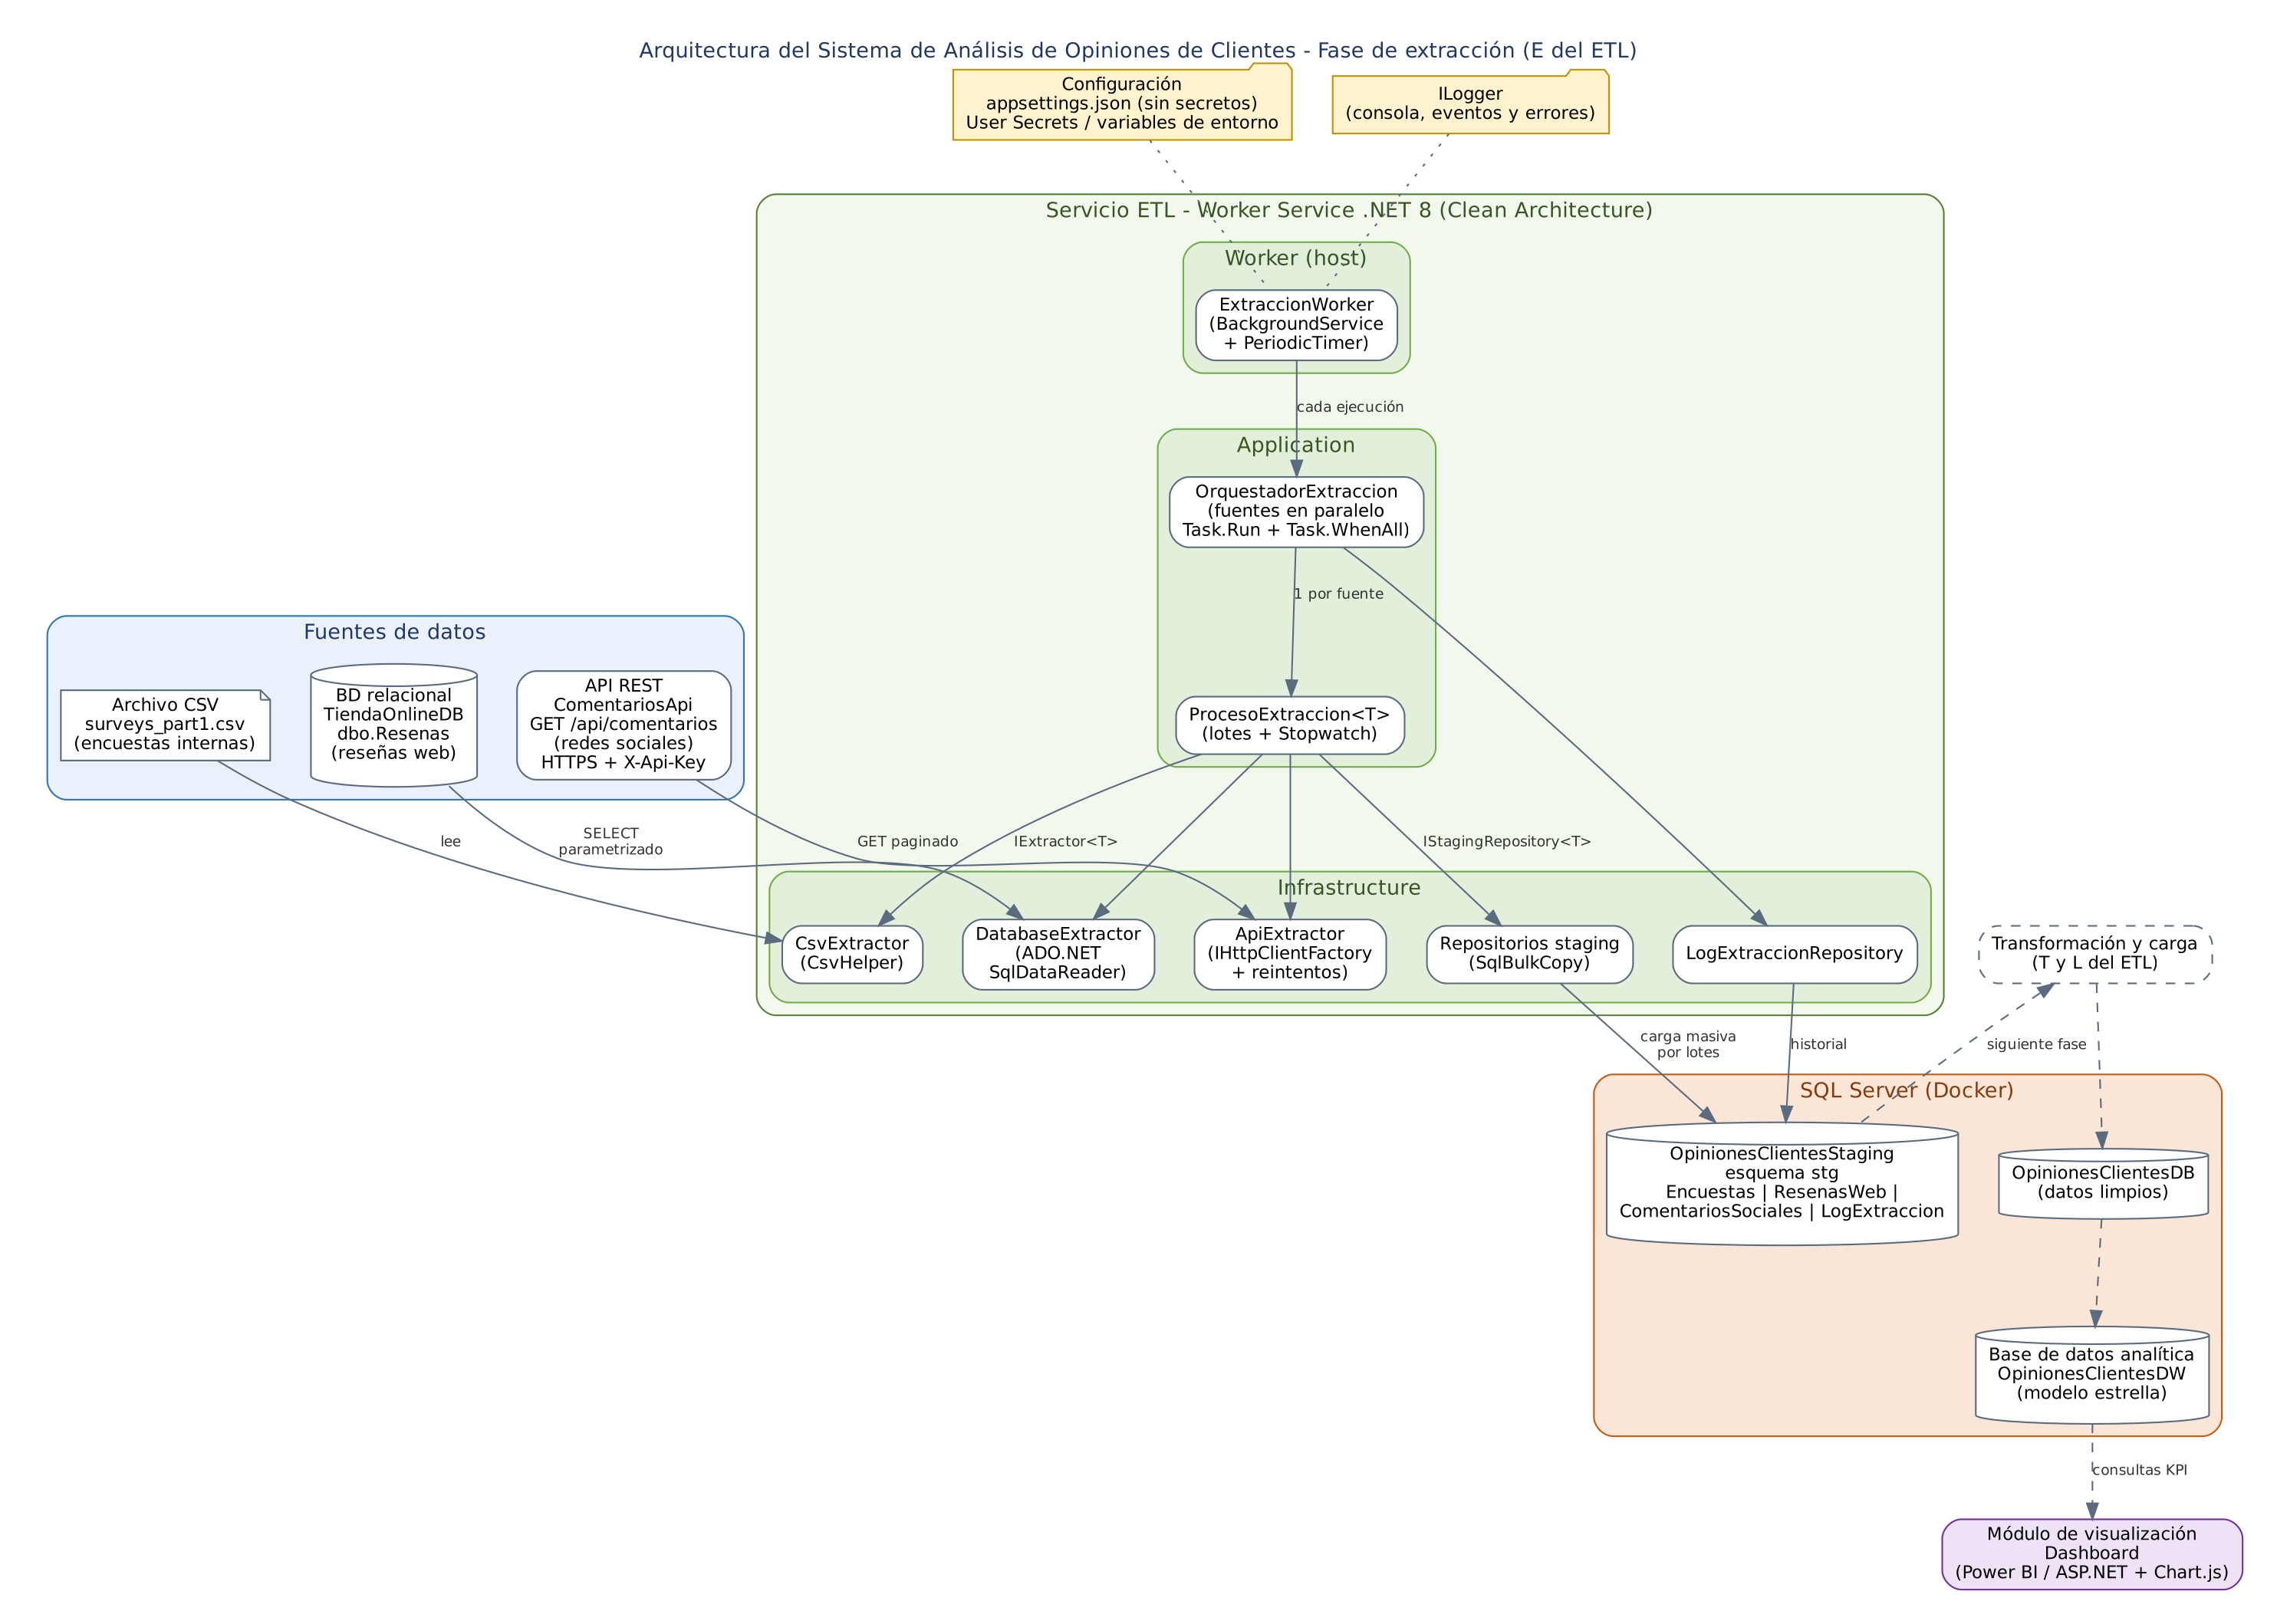 Arquitectura del Sistema de Análisis de Opiniones de Clientes - Fase de extracción (E del ETL)
Configuración
appsettings.json (sin secretos)
User Secrets / variables de entorno
ILogger
(consola, eventos y errores)
Servicio ETL - Worker Service .NET 8 (Clean Architecture)
Worker (host)
ExtraccionWorker
(BackgroundService
+ PeriodicTimer)
cada ejecución
Application
OrquestadorExtraccion
(fuentes en paralelo
Task.Run + Task.WhenAll)
1 por fuente
ProcesoExtraccion<T>
(lotes + Stopwatch)
Fuentes de datos
Archivo CSV
surveys_part1.csv
(encuestas internas)
BD relacional
TiendaOnlineDB
dbo.Resenas
(reseñas web)
API REST
ComentariosApi
GET /api/comentarios
(redes sociales)
HTTPS + X-Api-Key
lee
SELECT
parametrizado
GET paginado
IExtractor<T>
IStagingRepository<T>
Infrastructure
CsvExtractor
(CsvHelper)
DatabaseExtractor
(ADO.NET
SqlDataReader)
ApiExtractor
(IHttpClientFactory
+ reintentos)
Repositorios staging
(SqlBulkCopy)
LogExtraccionRepository
Transformación y carga
(T y L del ETL)
carga masiva
por lotes
historial
siguiente fase
SQL Server (Docker)
OpinionesClientesStaging
esquema stg
Encuestas | ResenasWeb |
ComentariosSociales | LogExtraccion
OpinionesClientesDB
(datos limpios)
Base de datos analítica
OpinionesClientesDW
(modelo estrella)
consultas KPI
Módulo de visualización
Dashboard
(Power BI / ASP.NET + Chart.js)